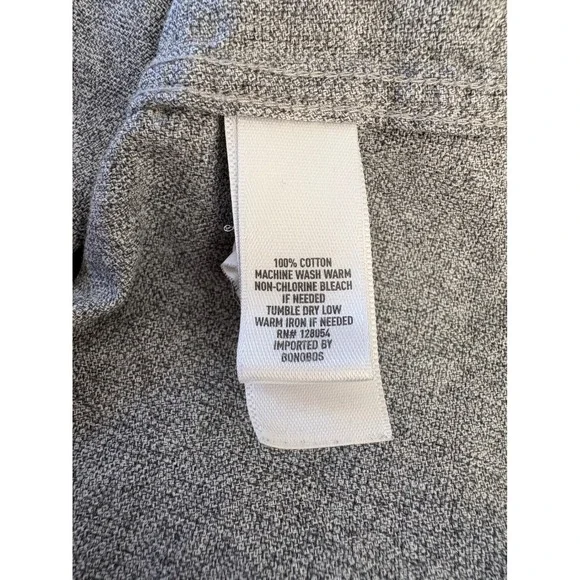 100% COTTON
MACHINE WASH WARM
NON-CHLORINE BLEACH
IF NEEDED
TUMBLE DRY LOW
WARM IRON IF NEEDED
RN# 128054
IMPORTED BY
BONOBOS